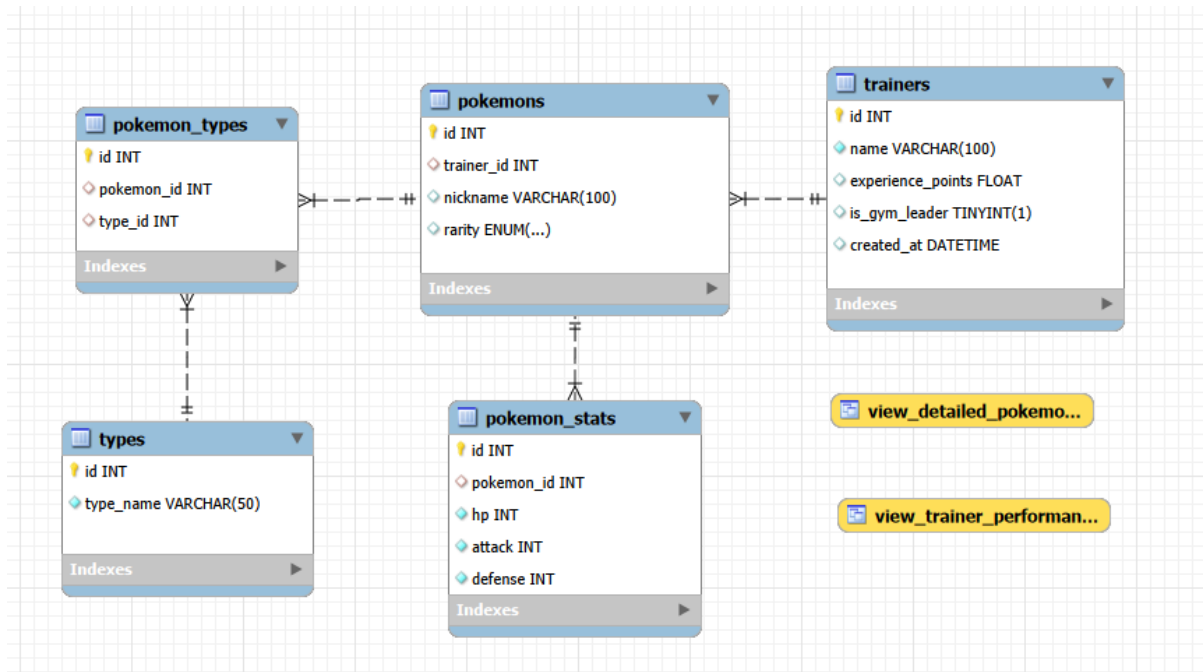 pokemon_types
id INT
pokemon_id INT
type_id INT
Indexes
pokemons
id INT
trainer_id INT
nickname VARCHAR(100)
rarity ENUM(...)
Indexes
trainers
id INT
name VARCHAR(100)
experience_points FLOAT
is_gym_leader TINYINT(1)
created_at DATETIME
Indexes
types
id INT
type_name VARCHAR(50)
Indexes
pokemon_stats
id INT
pokemon_id INT
hp INT
attack INT
defense INT
Indexes
view_detailed_pokemo...
view_trainer_performan...